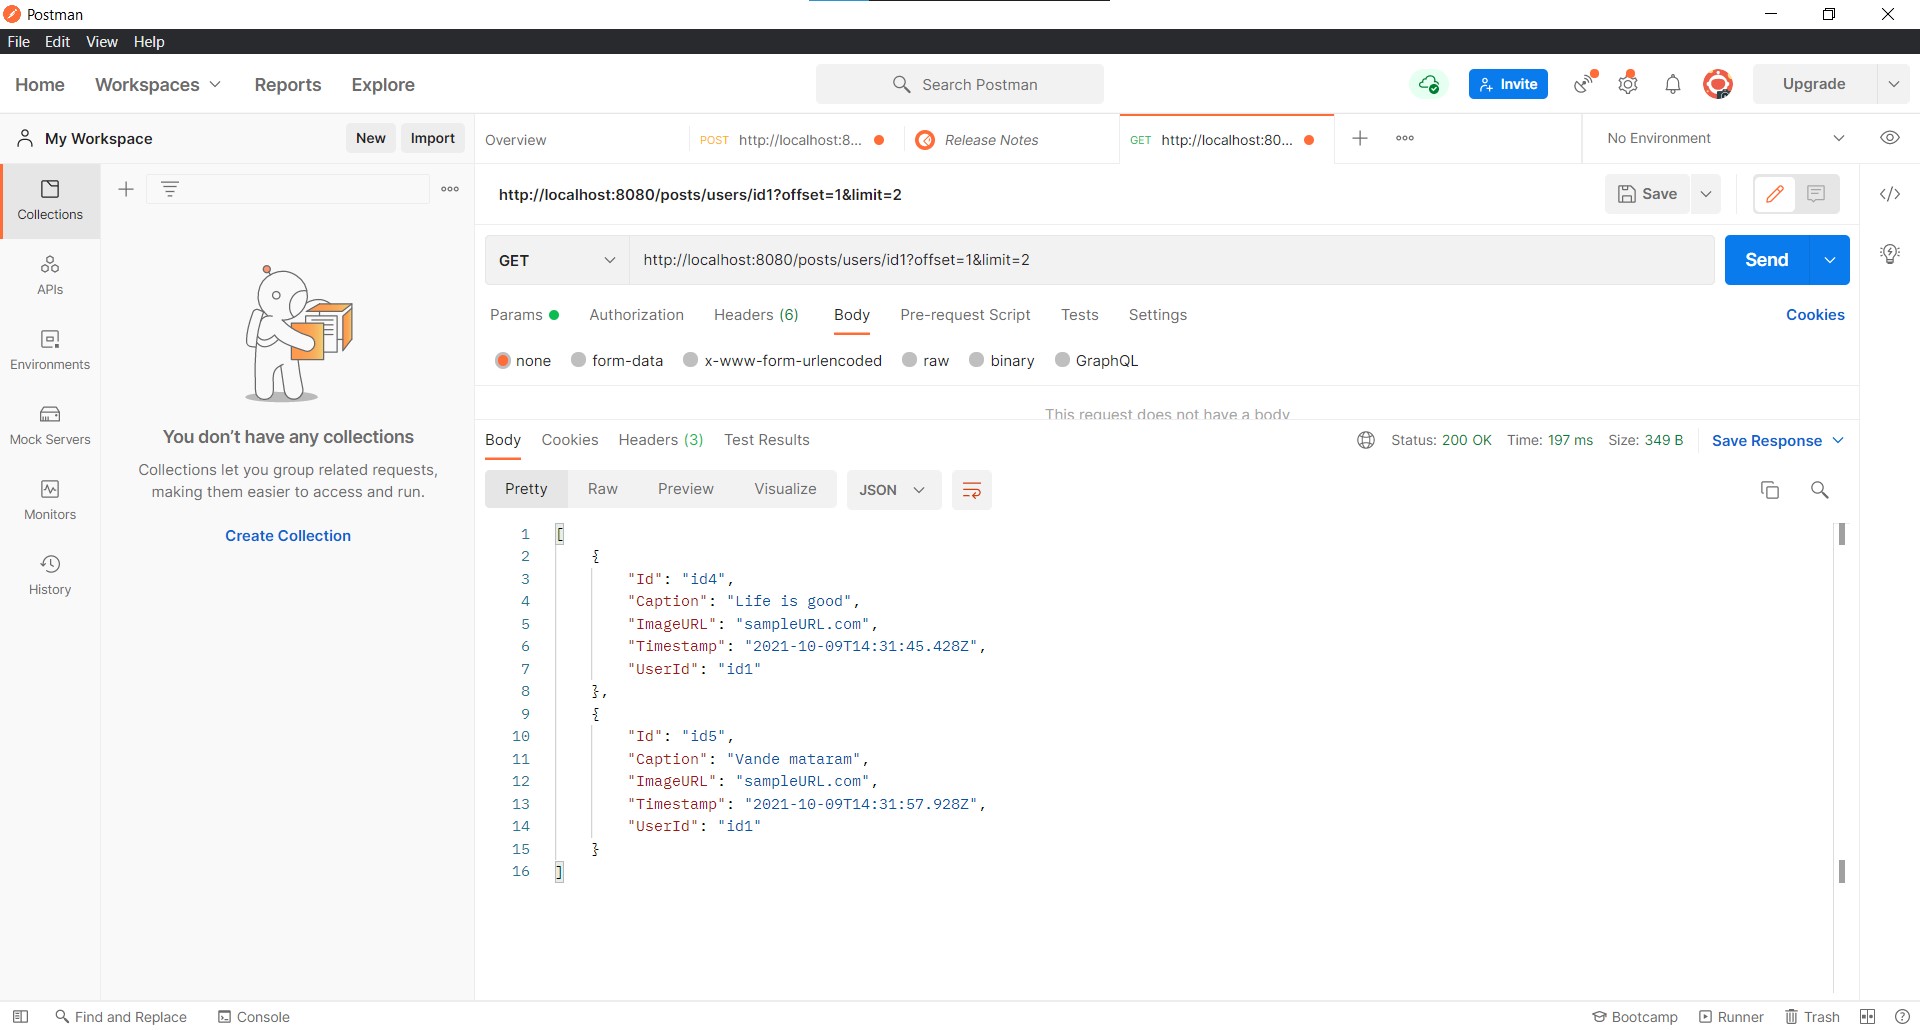 Postman
File Edit View Help
Home Workspaces Reports Explore Search Postman Invite Upgrade
My Workspace New Import Overview POST http://localhost:8... Release Notes GET http://localhost:80... ooo No Environment
Collections
APIs
Environments
Mock Servers
Monitors
History
You don't have any collections
Collections let you group related requests,
making them easier to access and run.
Create Collection
http://localhost:8080/posts/users/id1?offset=1&limit=2 Save
GET http://localhost:8080/posts/users/id1?offset=1&limit=2 Send
Params Authorization Headers (6) Body Pre-request Script Tests Settings Cookies
none form-data x-www-form-urlencoded raw binary GraphQL
This request does not have a body
Body Cookies Headers (3) Test Results Status: 200 OK Time: 197 ms Size: 349 B Save Response
Pretty Raw Preview Visualize JSON
1 [
2 {
3 "Id": "id4",
4 "Caption": "Life is good",
5 "ImageURL": "sampleURL.com",
6 "Timestamp": "2021-10-09T14:31:45.428Z",
7 "UserId": "id1"
8 },
9 {
10 "Id": "id5",
11 "Caption": "Vande mataram",
12 "ImageURL": "sampleURL.com",
13 "Timestamp": "2021-10-09T14:31:57.928Z",
14 "UserId": "id1"
15 }
16 ]
Find and Replace Console Bootcamp Runner Trash